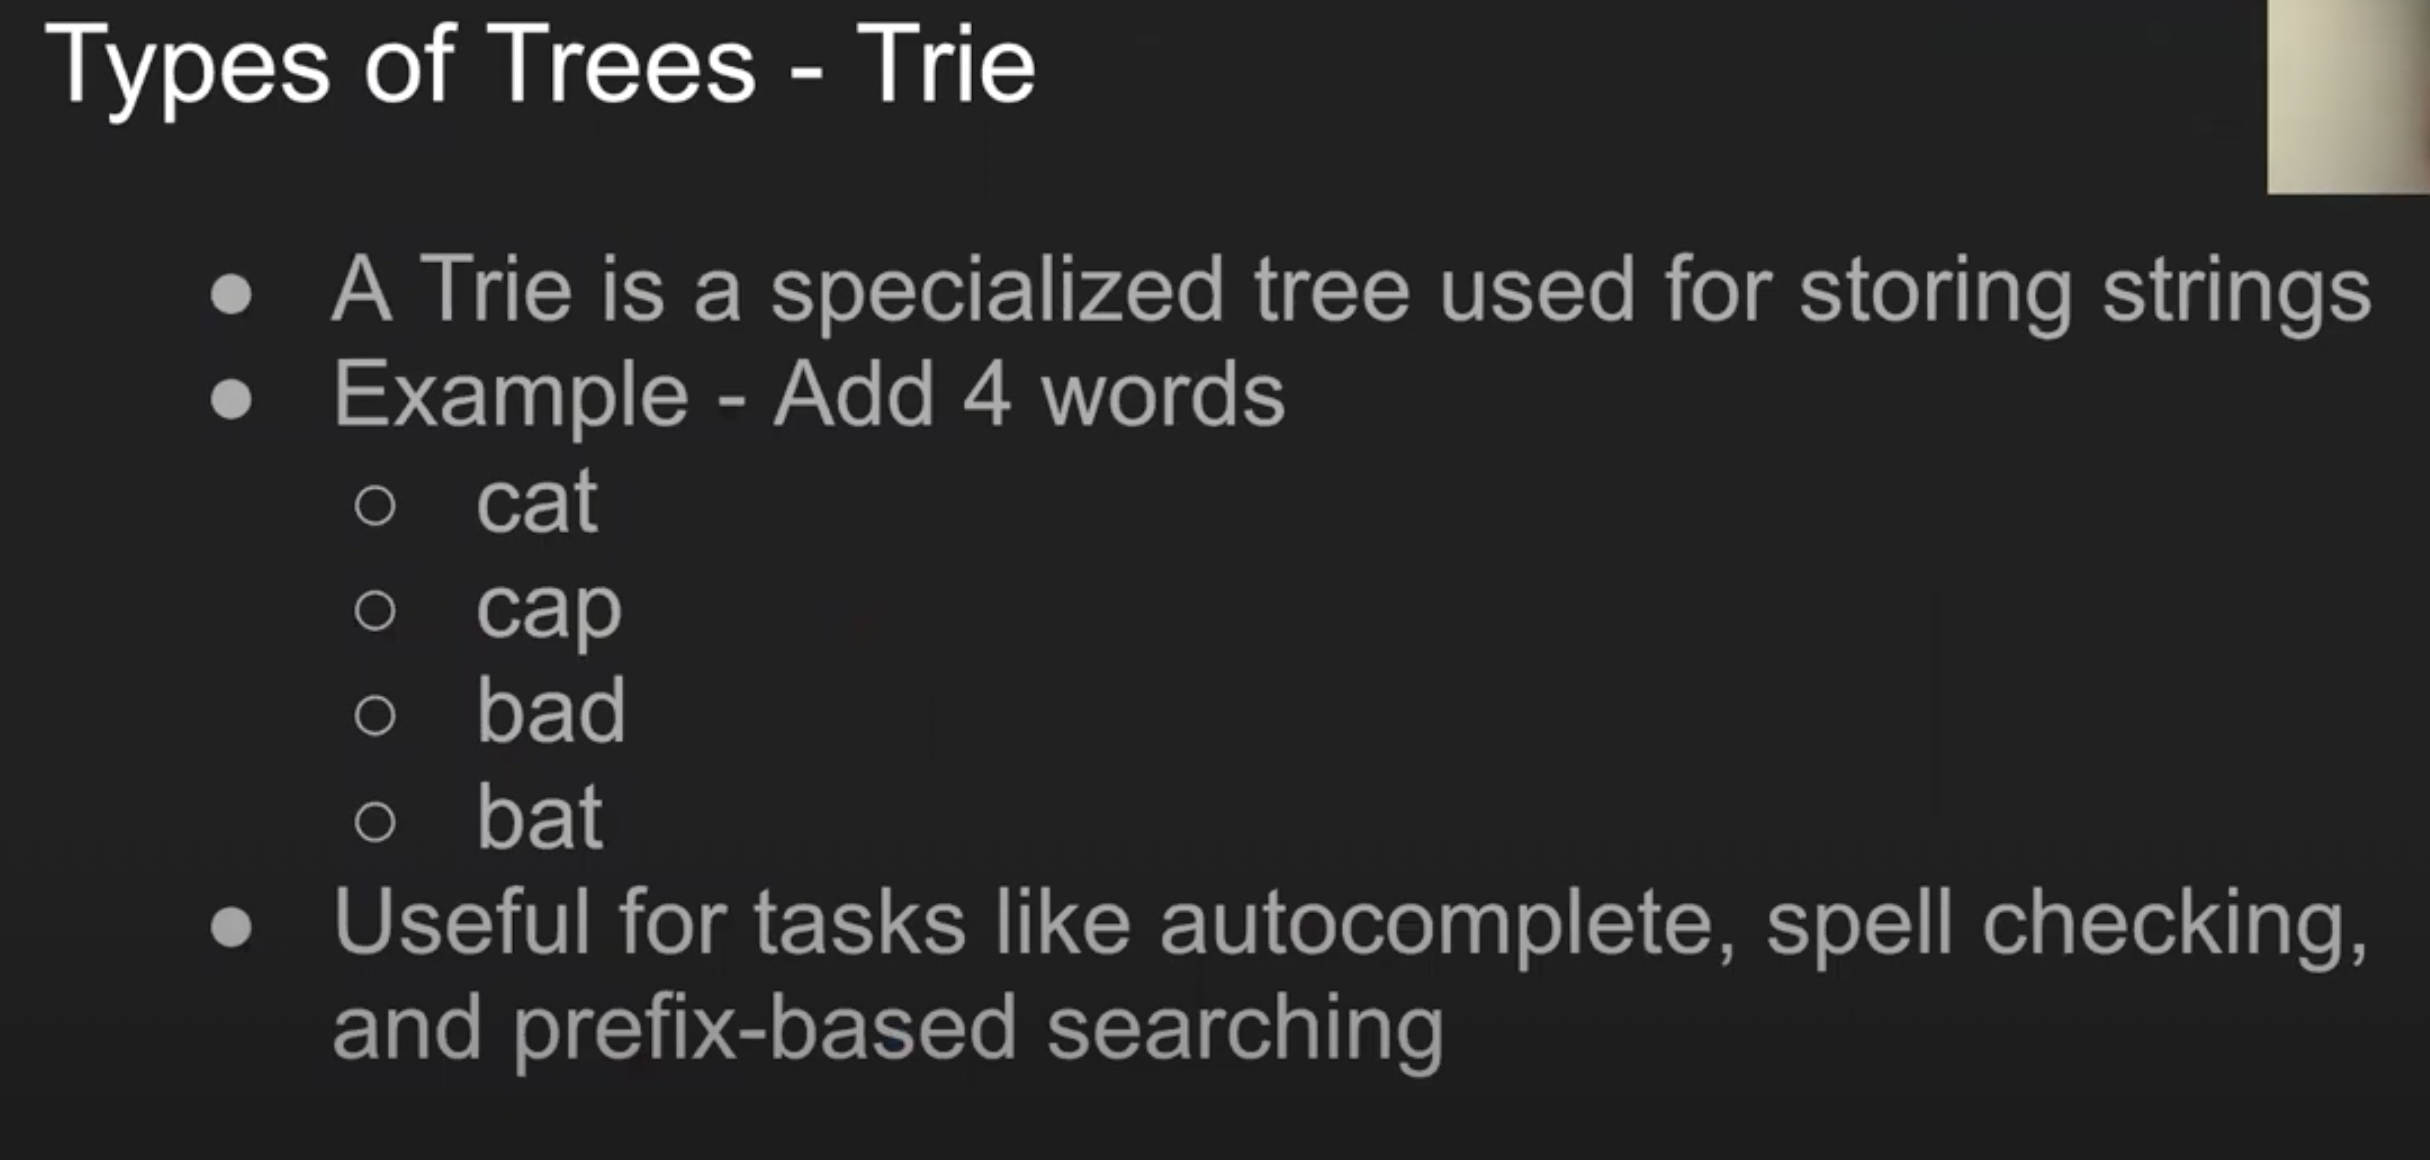 Types of Trees - Trie
● A Trie is a specialized tree used for storing strings
● Example - Add 4 words
○ cat
○ cap
○ bad
○ bat
● Useful for tasks like autocomplete, spell checking,
and prefix-based searching